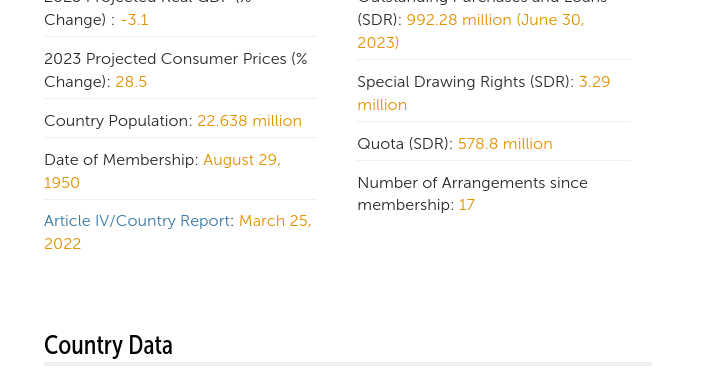 Change) : -3.1
2023 Projected Consumer Prices (%
Change): 28.5
Country Population: 22.638 million
Date of Membership: August 29,
1950
Article IV/Country Report: March 25,
2022
(SDR): 992.28 million (June 30,
2023)
Special Drawing Rights (SDR): 3.29
million
Quota (SDR): 578.8 million
Number of Arrangements since
membership: 17
Country Data